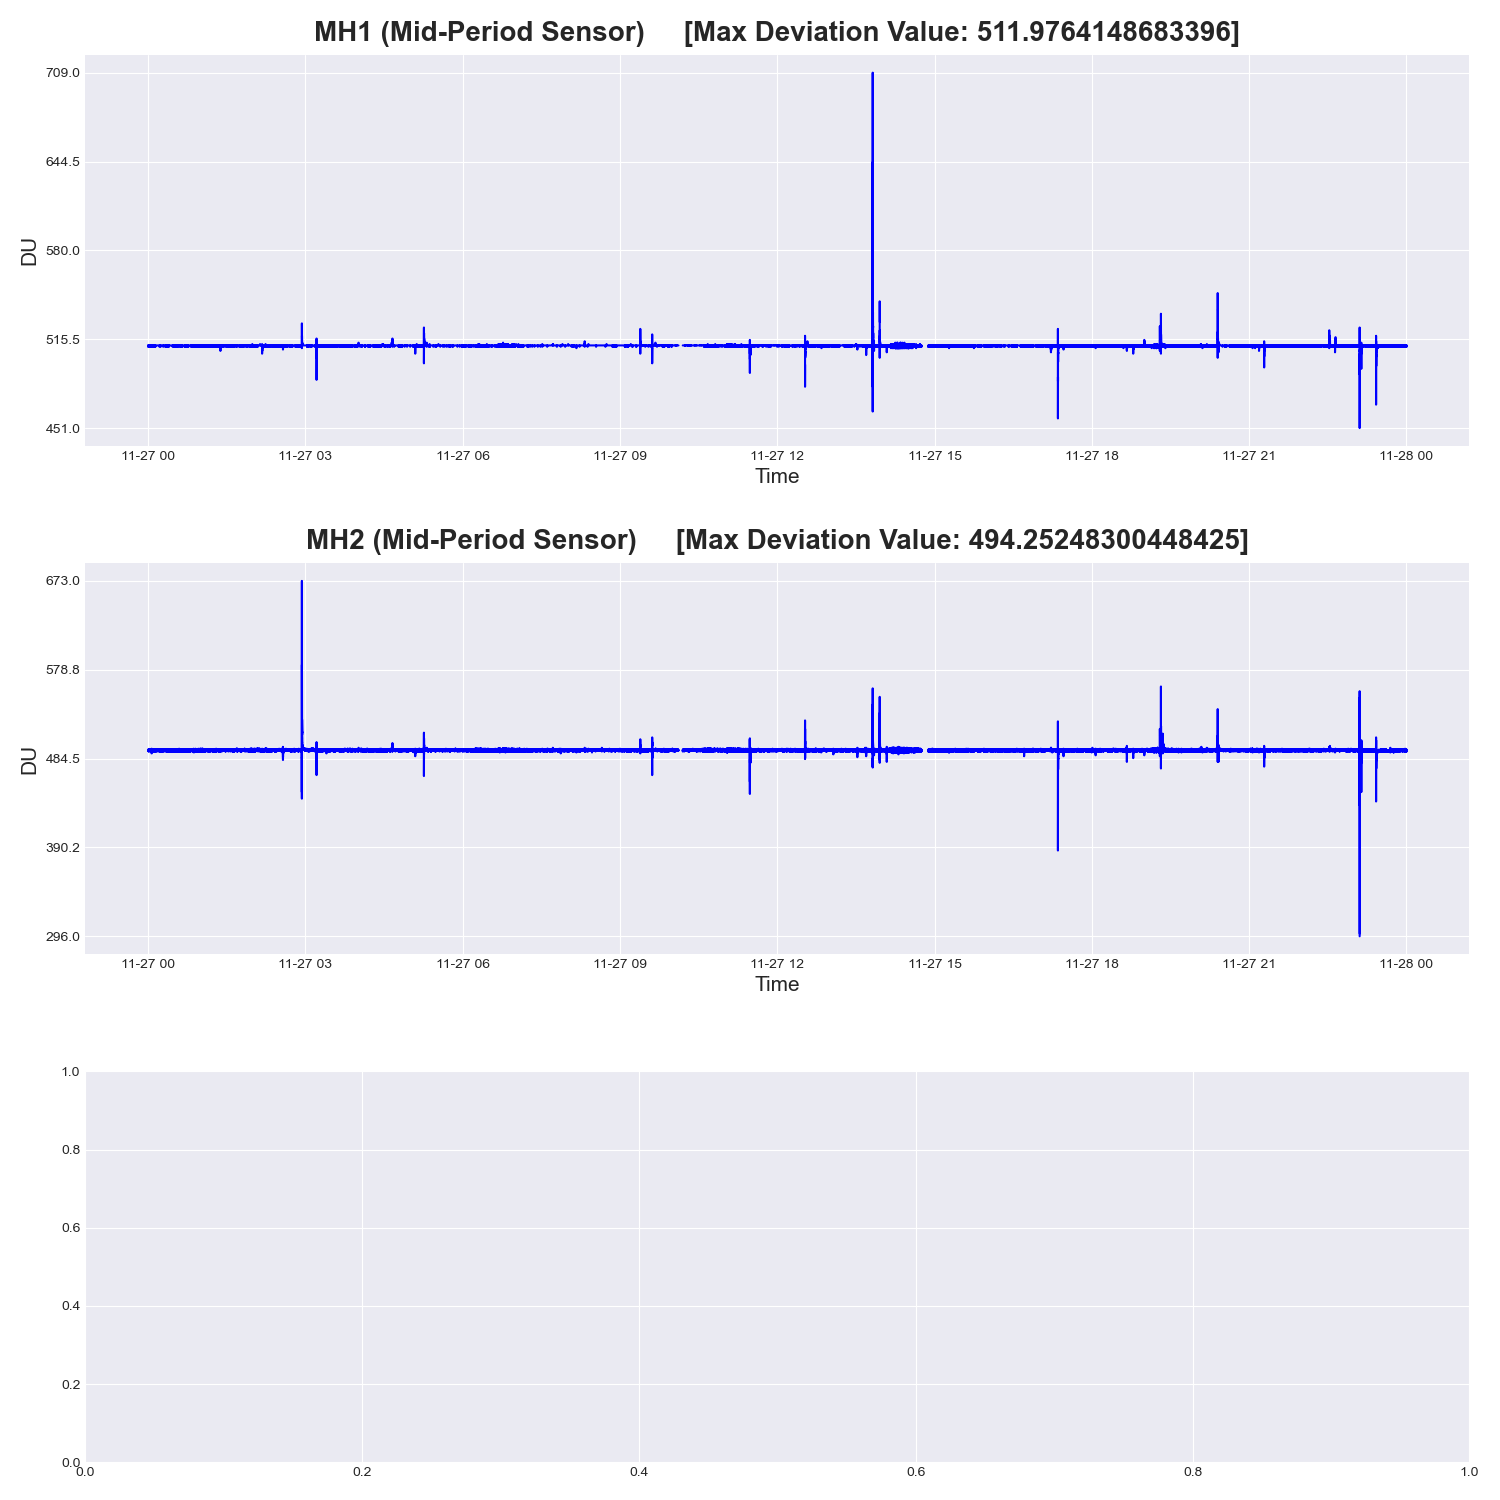 MH1 (Mid-Period Sensor) [Max Deviation Value: 511.9764148683396]
709.0
644.5
580.0
515.5
451.0
DU
11-27 00 11-27 03 11-27 06 11-27 09 11-27 12 11-27 15 11-27 18 11-27 21 11-28 00
Time
MH2 (Mid-Period Sensor) [Max Deviation Value: 494.25248300448425]
673.0
578.8
484.5
390.2
296.0
DU
11-27 00 11-27 03 11-27 06 11-27 09 11-27 12 11-27 15 11-27 18 11-27 21 11-28 00
Time
1.0
0.8
0.6
0.4
0.2
0.0
0.0 0.2 0.4 0.6 0.8 1.0